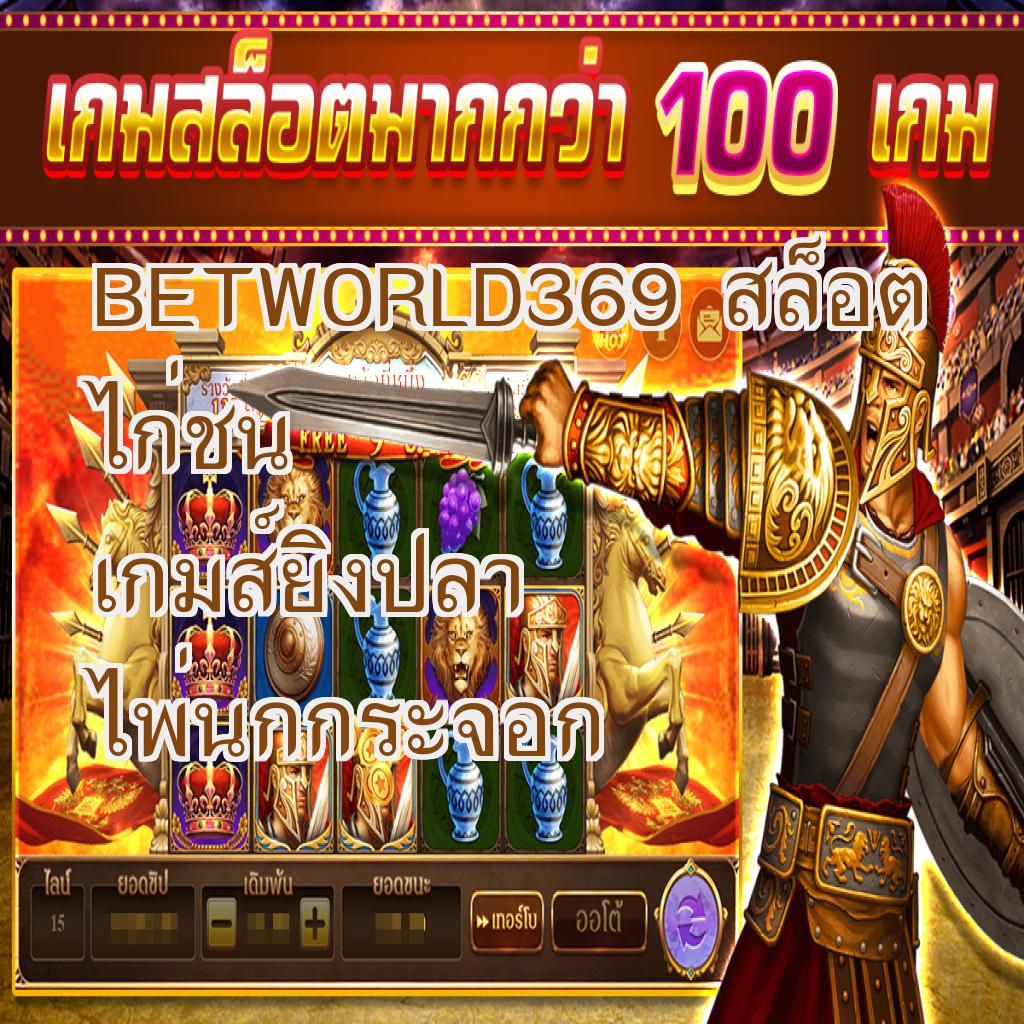 เกมสล็อตมากกว่า 100 เกม
BETWORLD369 สล็อต
HOT
ไก่ชน
FREE
เกมส์ยิงปลา
ไพ่นกกระจอก
ไลน์ ยอดชิป เดิมพัน ยอดชนะ
15 − + เทอร์โบ ออโต้